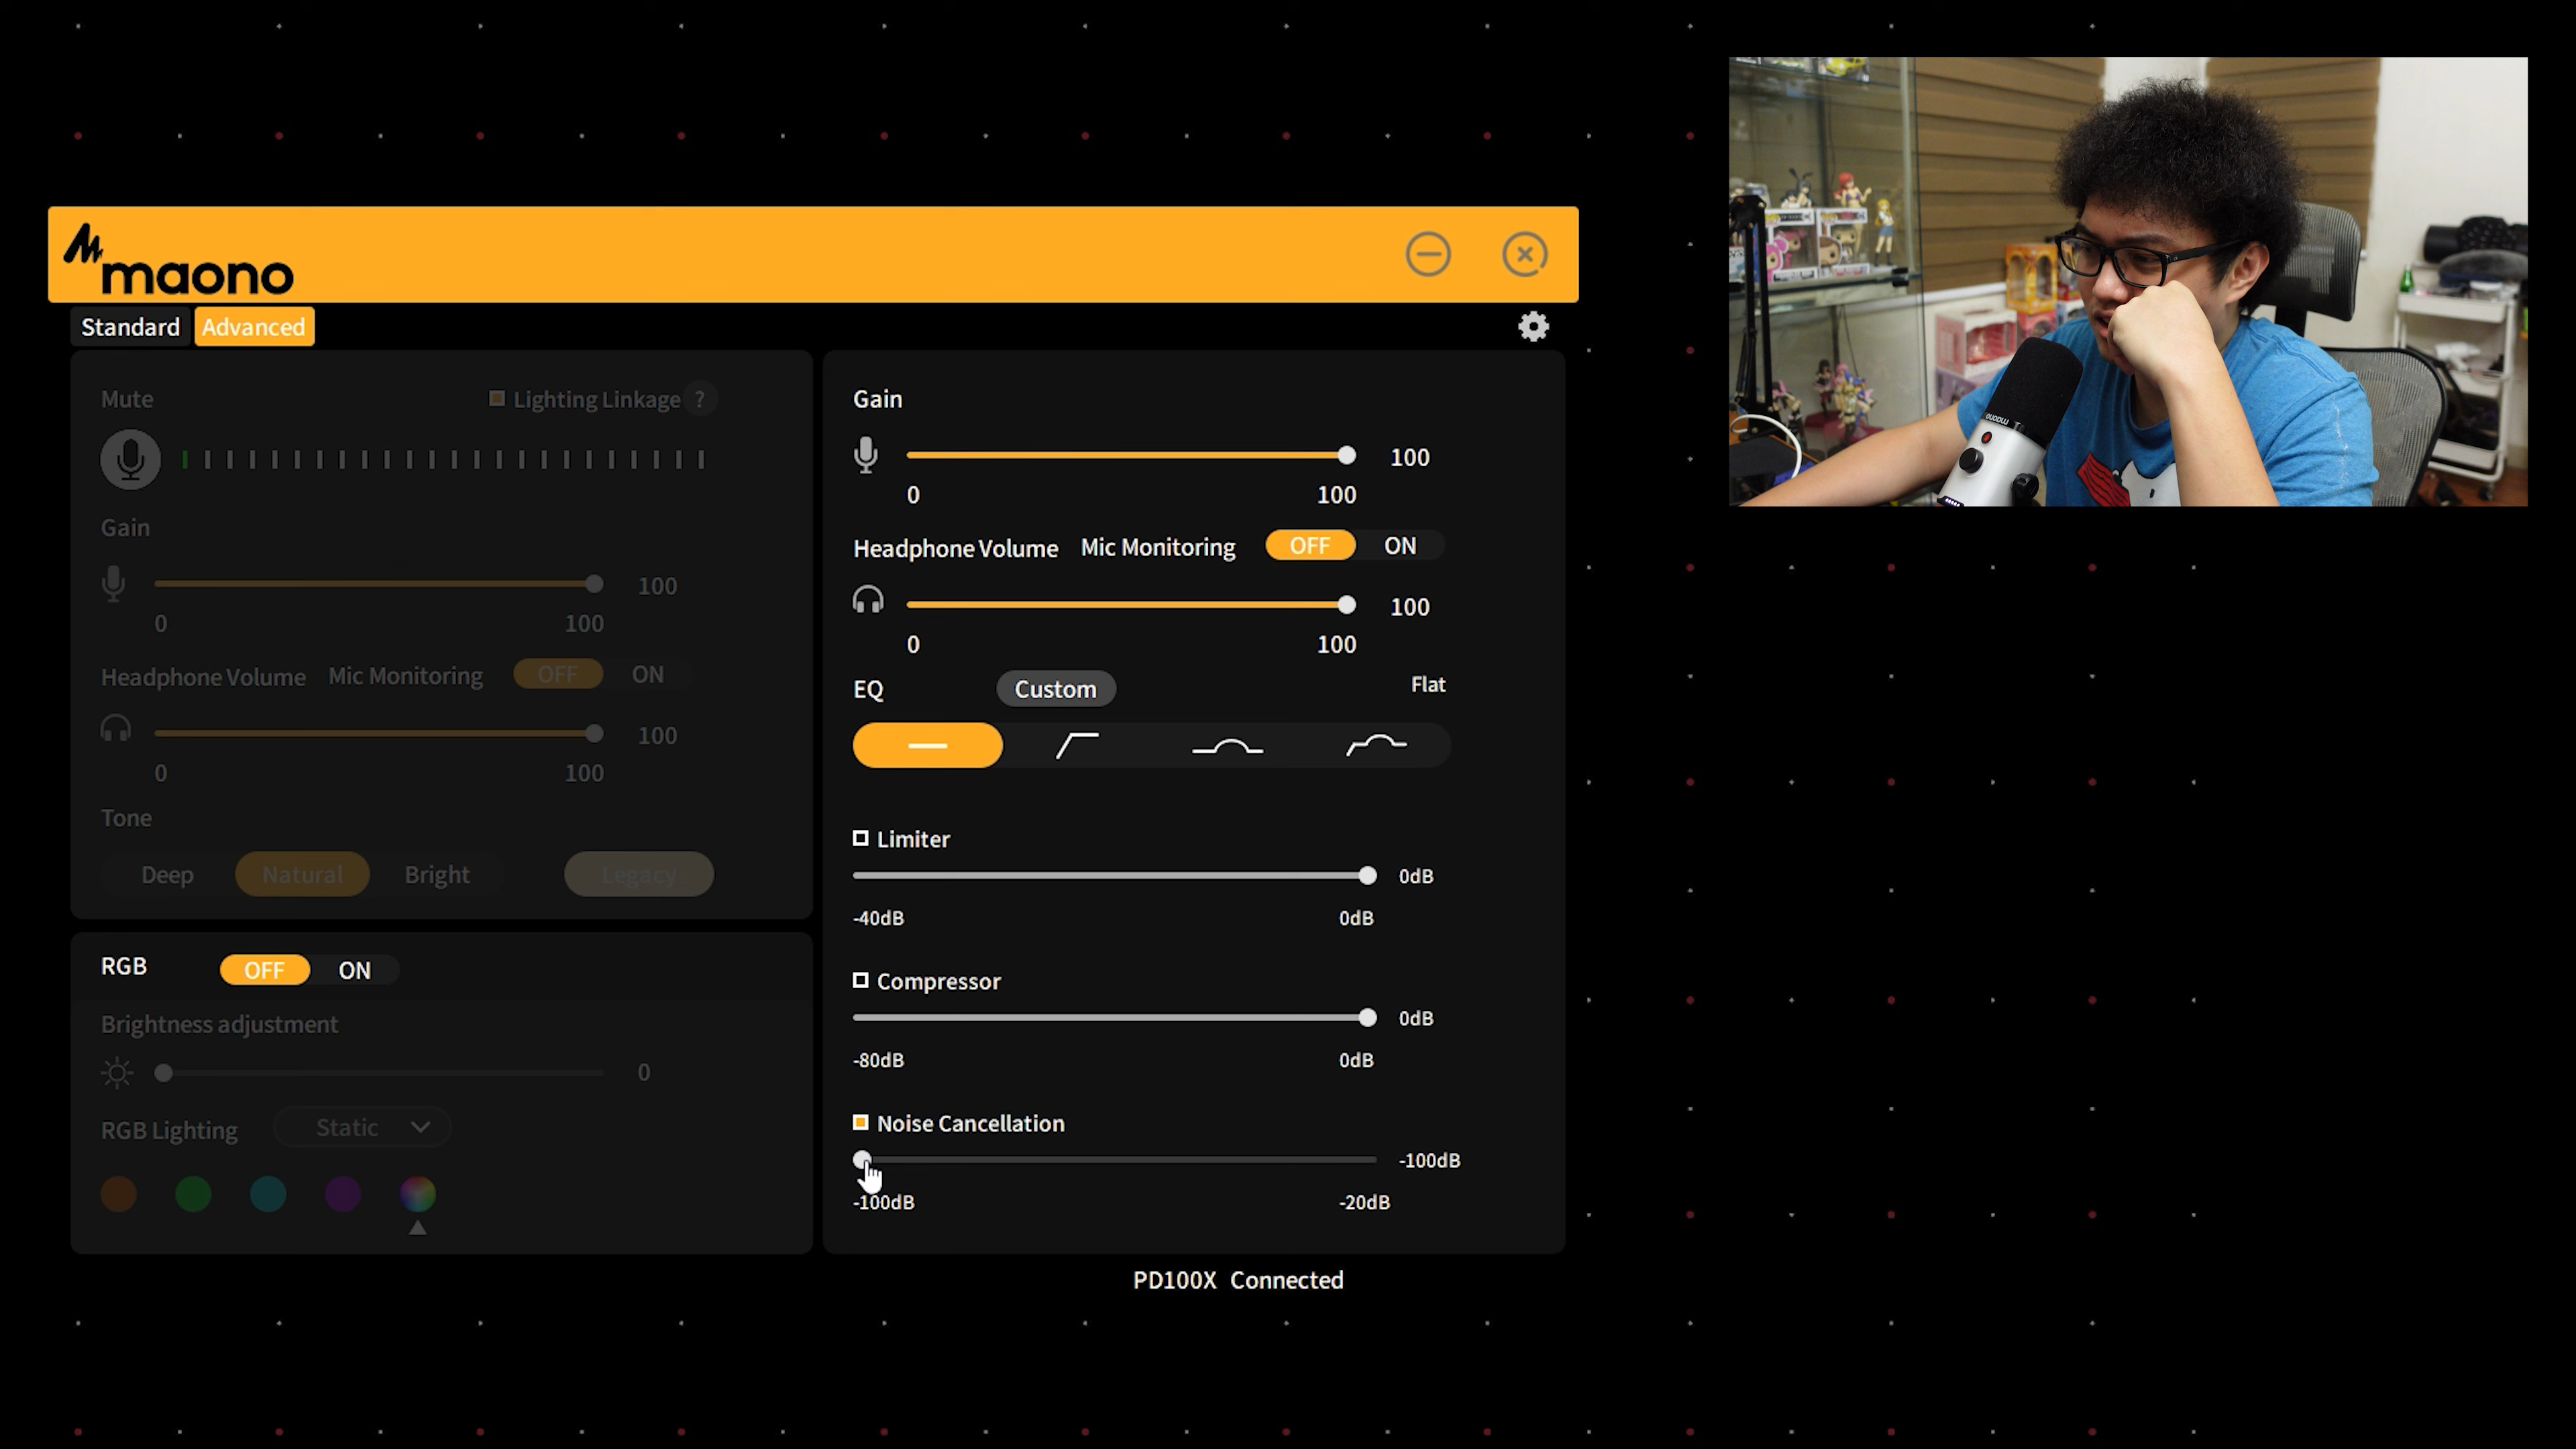 maono
Standard Advanced
Mute Lighting Linkage ?
Gain
100
0 100
Headphone Volume Mic Monitoring OFF ON
100
0 100
Tone
Deep Natural Bright Legacy
RGB OFF ON
Brightness adjustment
0
RGB Lighting Static
Gain
100
0 100
Headphone Volume Mic Monitoring OFF ON
100
0 100
EQ Custom Flat
Limiter
0dB
-40dB 0dB
Compressor
0dB
-80dB 0dB
Noise Cancellation
-100dB
-100dB -20dB
PD100X Connected
maono